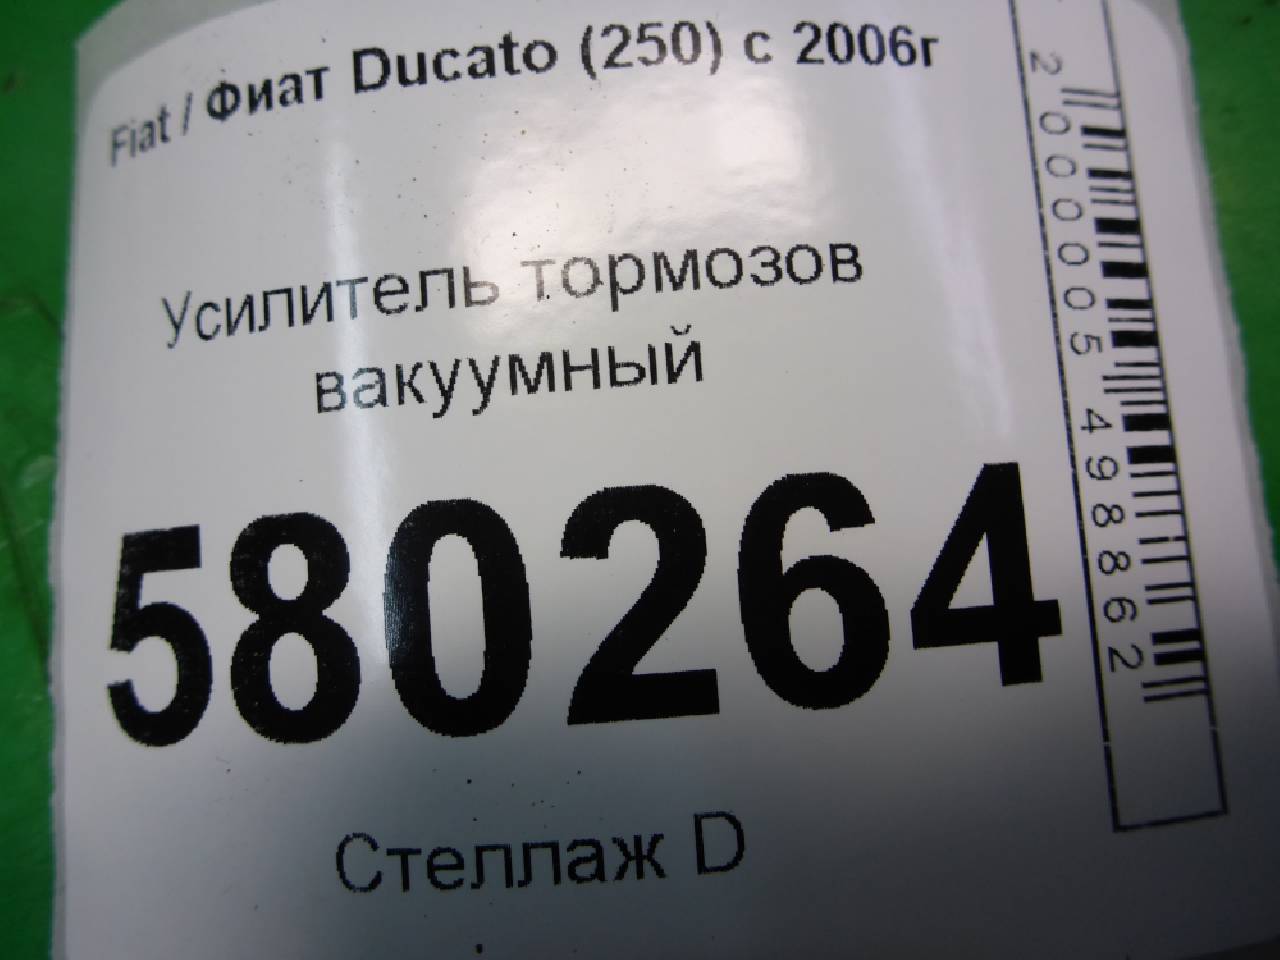 Fiat / Фиат Ducato (250) с 2006г
Усилитель тормозов
вакуумный
580264
Стеллаж D
2000005498862